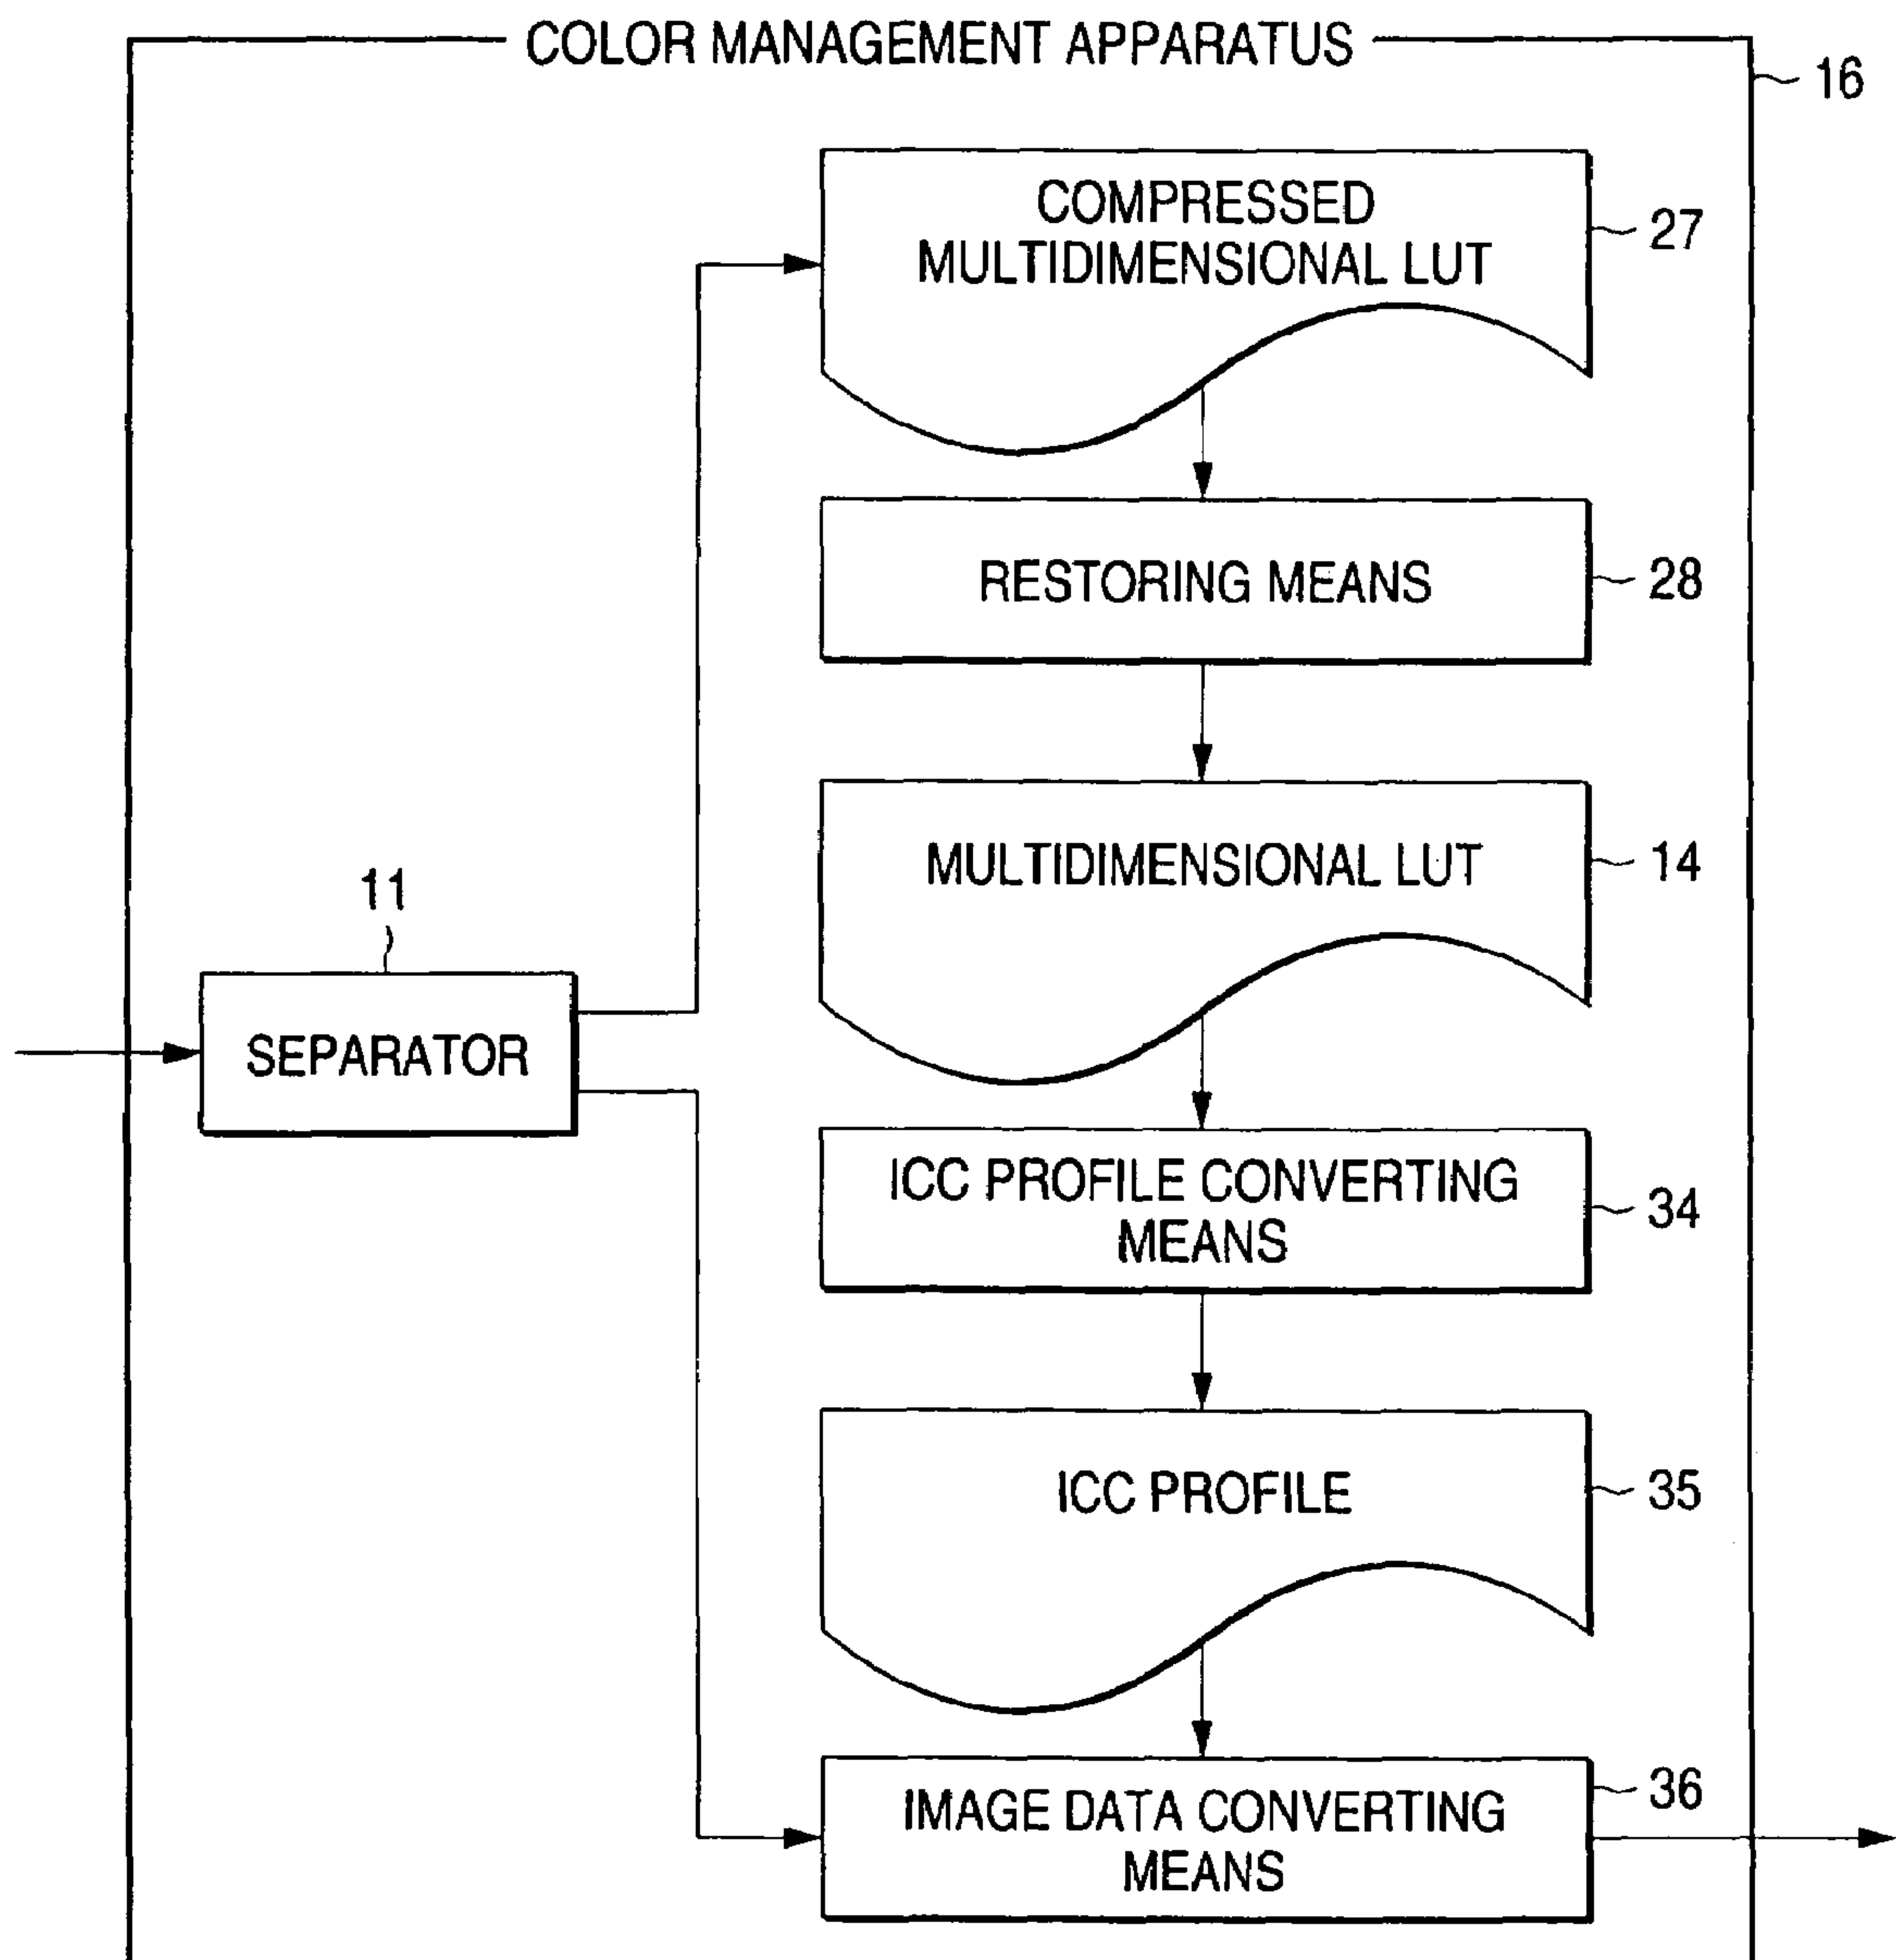 COLOR MANAGEMENT APPARATUS
16
COMPRESSED
MULTIDIMENSIONAL LUT
27
RESTORING MEANS
28
MULTIDIMENSIONAL LUT
14
11
SEPARATOR
ICC PROFILE CONVERTING
MEANS
34
ICC PROFILE
35
IMAGE DATA CONVERTING
MEANS
36